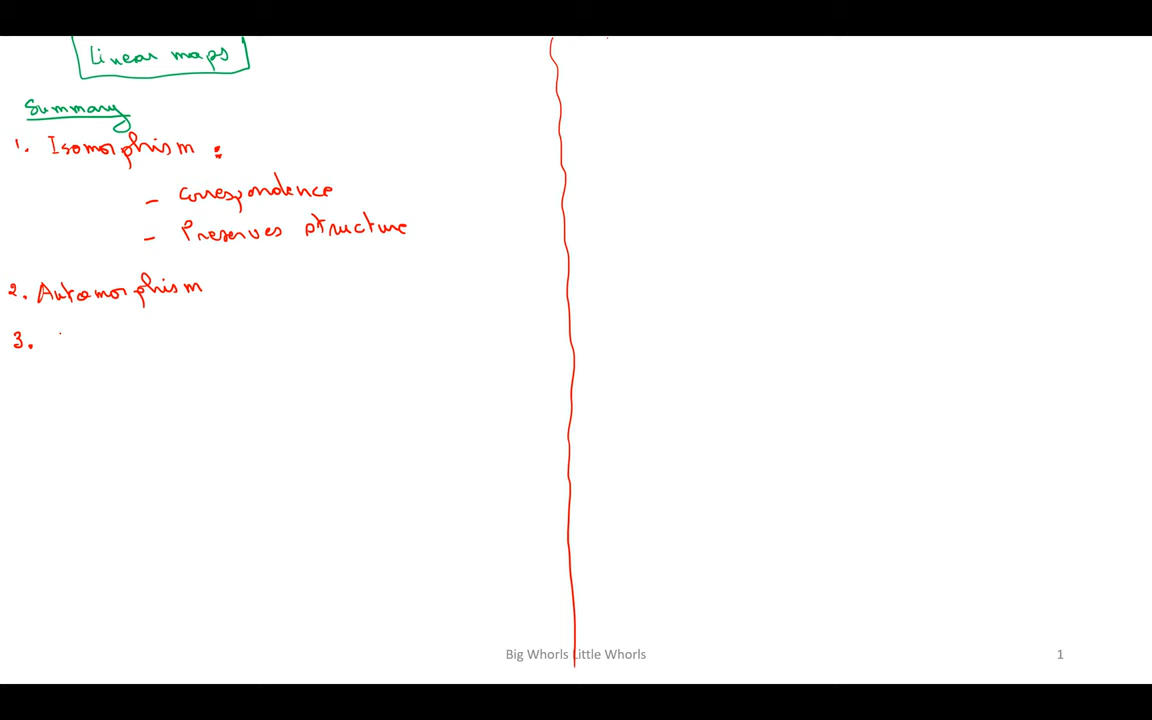 Linear maps
Summary
1. Isomorphism :
- Correspondence
- Preserves structure
2. Automorphism
3.
Big Whorls Little Whorls
1